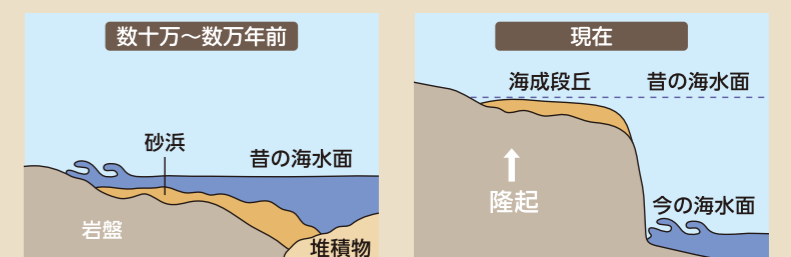 数十万～数万年前
砂浜
昔の海水面
岩盤
堆積物
現在
海成段丘
昔の海水面
隆起
今の海水面